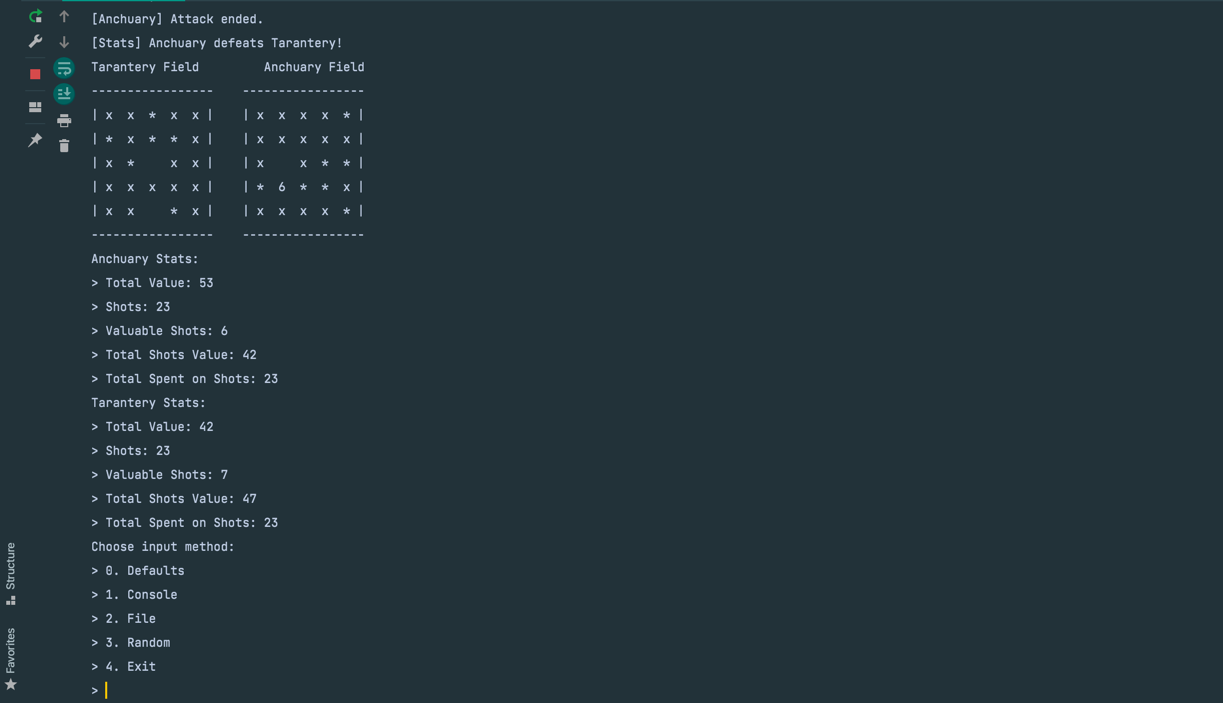 [Anchuary] Attack ended.
[Stats] Anchuary defeats Tarantery!
Tarantery Field         Anchuary Field
-----------------    -----------------
| x  x  *  x  x |    | x  x  x  x  * |
| *  x  *  *  x |    | x  x  x  x  x |
| x  *     x  x |    | x     x  *  * |
| x  x  x  x  x |    | *  6  *  *  x |
| x  x     *  x |    | x  x  x  x  * |
-----------------    -----------------
Anchuary Stats:
> Total Value: 53
> Shots: 23
> Valuable Shots: 6
> Total Shots Value: 42
> Total Spent on Shots: 23
Tarantery Stats:
> Total Value: 42
> Shots: 23
> Valuable Shots: 7
> Total Shots Value: 47
> Total Spent on Shots: 23
Choose input method:
> 0. Defaults
> 1. Console
> 2. File
> 3. Random
> 4. Exit
>
Structure
Favorites